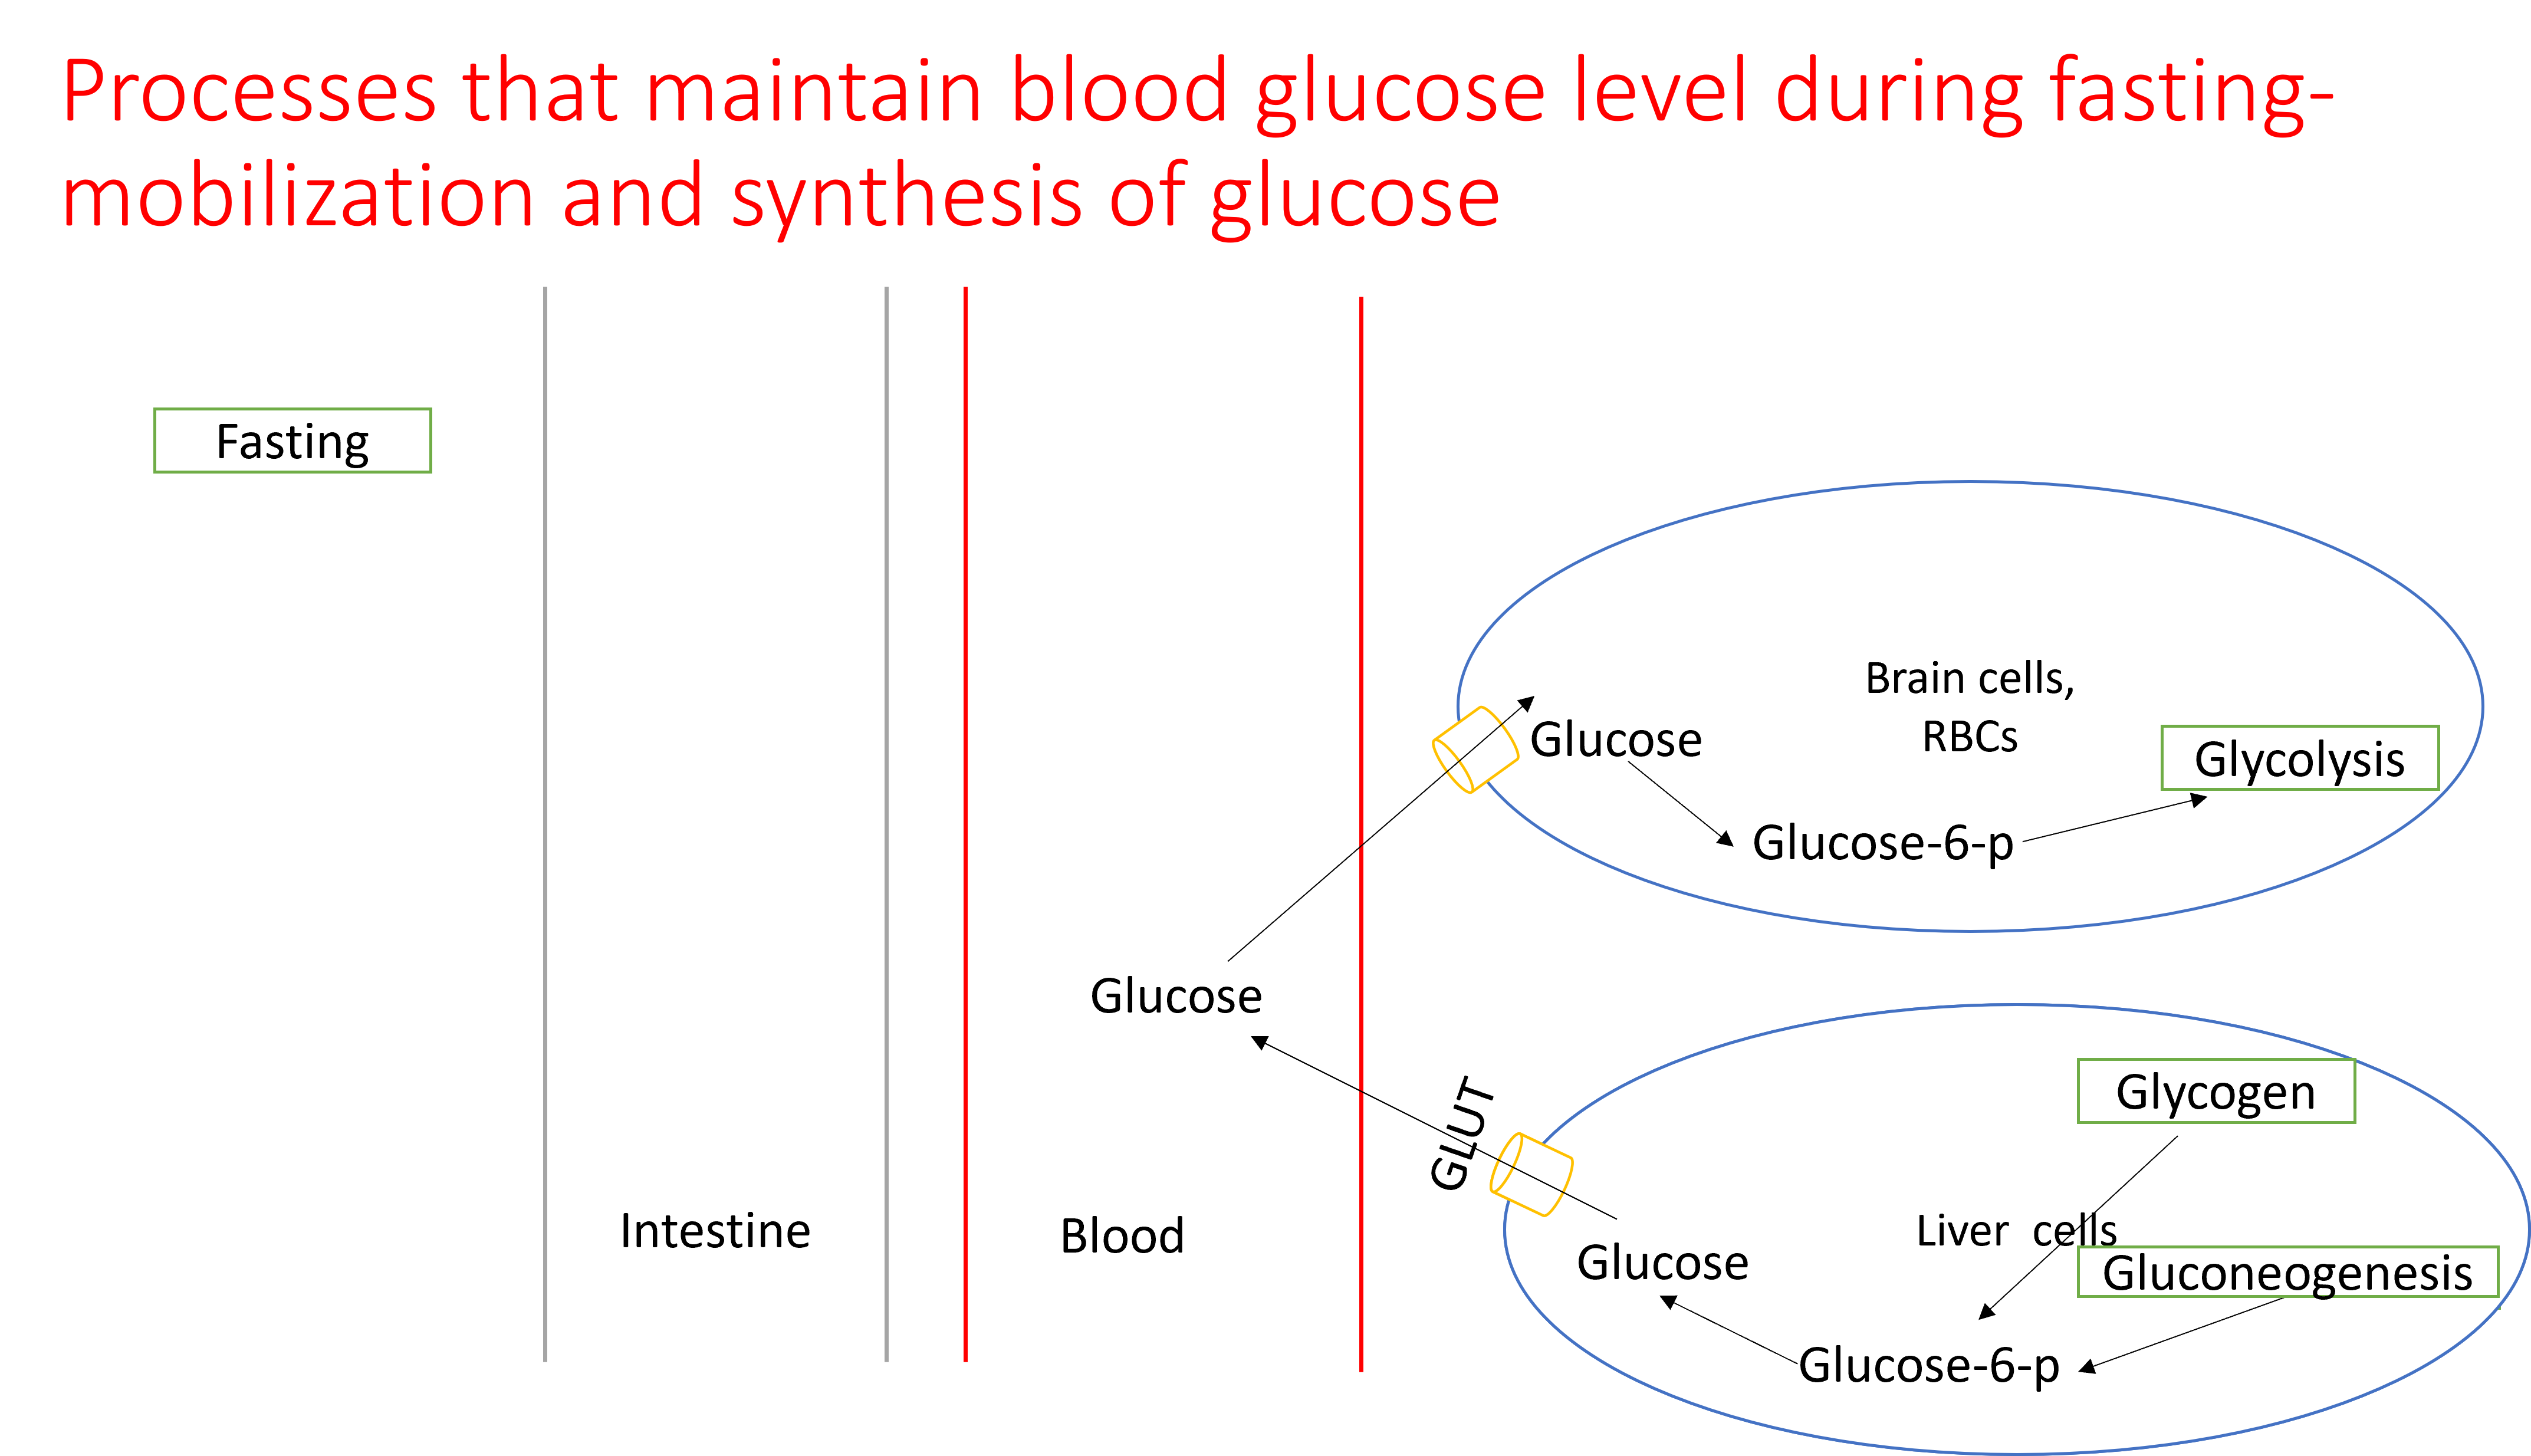 Processes that maintain blood glucose level during fasting-
mobilization and synthesis of glucose
Fasting
Brain cells,
RBCs
Glucose
Glycolysis
Glucose-6-p
Glucose
GLUT
Glycogen
Intestine
Blood
Liver cells
Glucose
Gluconeogenesis
Glucose-6-p